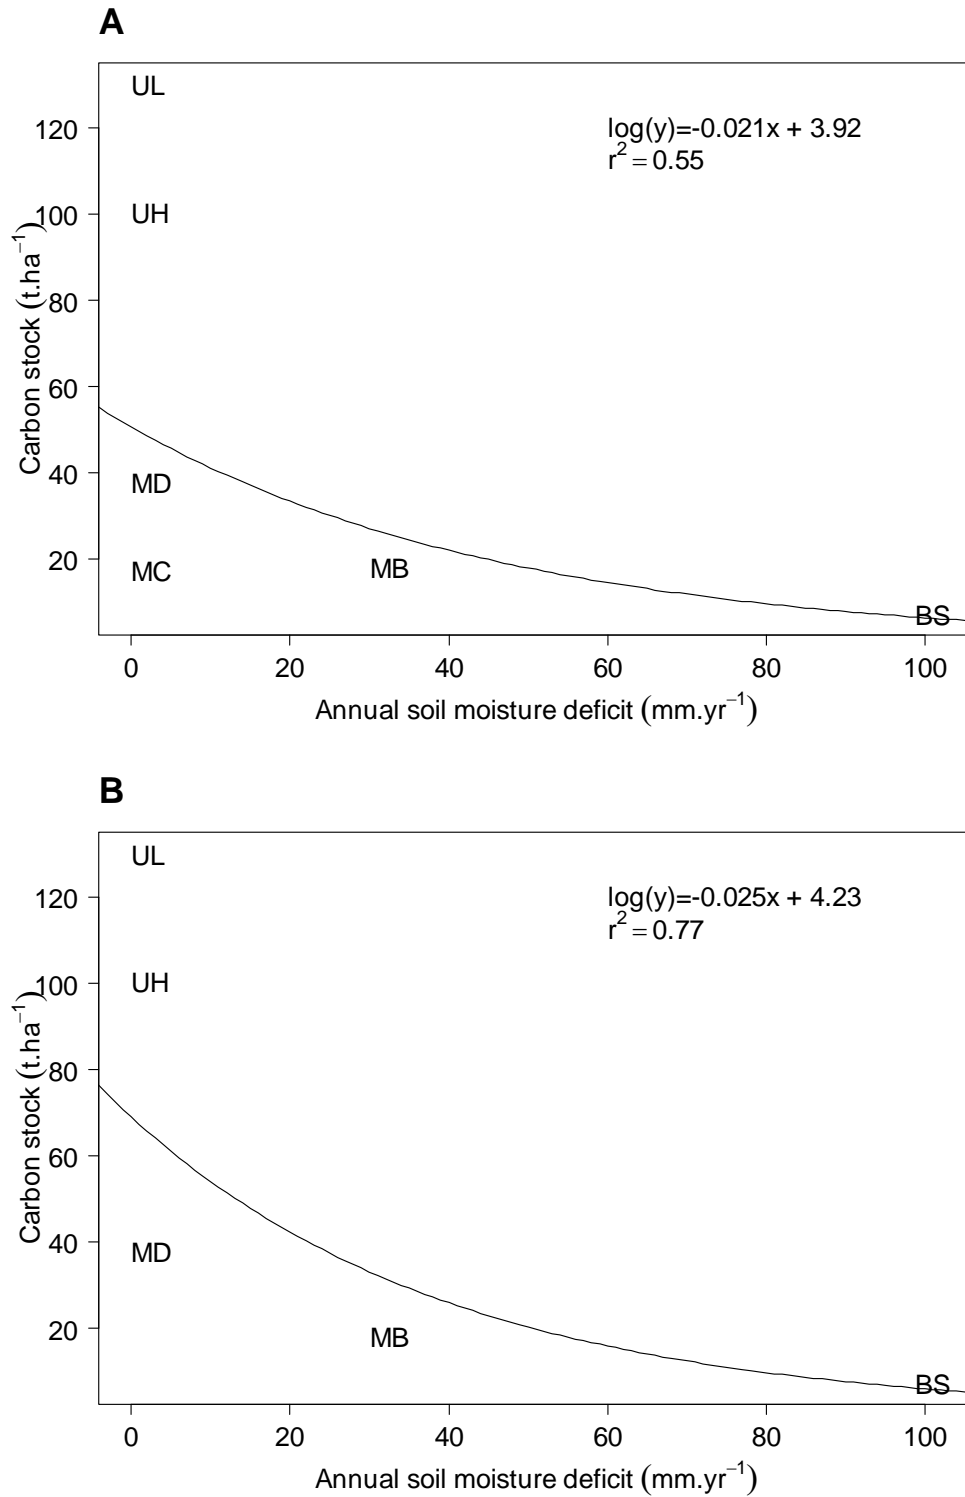 A
UL
log(y)=-0.021x + 3.92
r² = 0.55
120
100
UH
80
60
40
20
Carbon stock (t.ha⁻¹)
MD
MC
MB
BS
0 20 40 60 80 100
Annual soil moisture deficit (mm.yr⁻¹)
B
UL
log(y)=-0.025x + 4.23
r² = 0.77
120
100
UH
80
60
40
20
Carbon stock (t.ha⁻¹)
MD
MB
BS
0 20 40 60 80 100
Annual soil moisture deficit (mm.yr⁻¹)